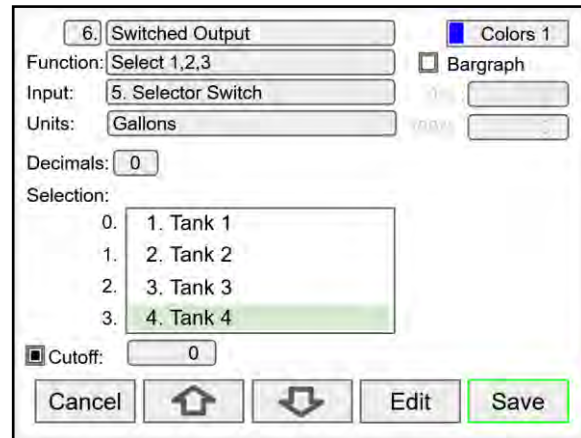 6. Switched Output Colors 1
Function: Select 1,2,3 Bargraph
Input: 5. Selector Switch
Units: Gallons
Decimals: 0
Selection:
0. 1. Tank 1
1. 2. Tank 2
2. 3. Tank 3
3. 4. Tank 4
Cutoff: 0
Cancel Edit Save